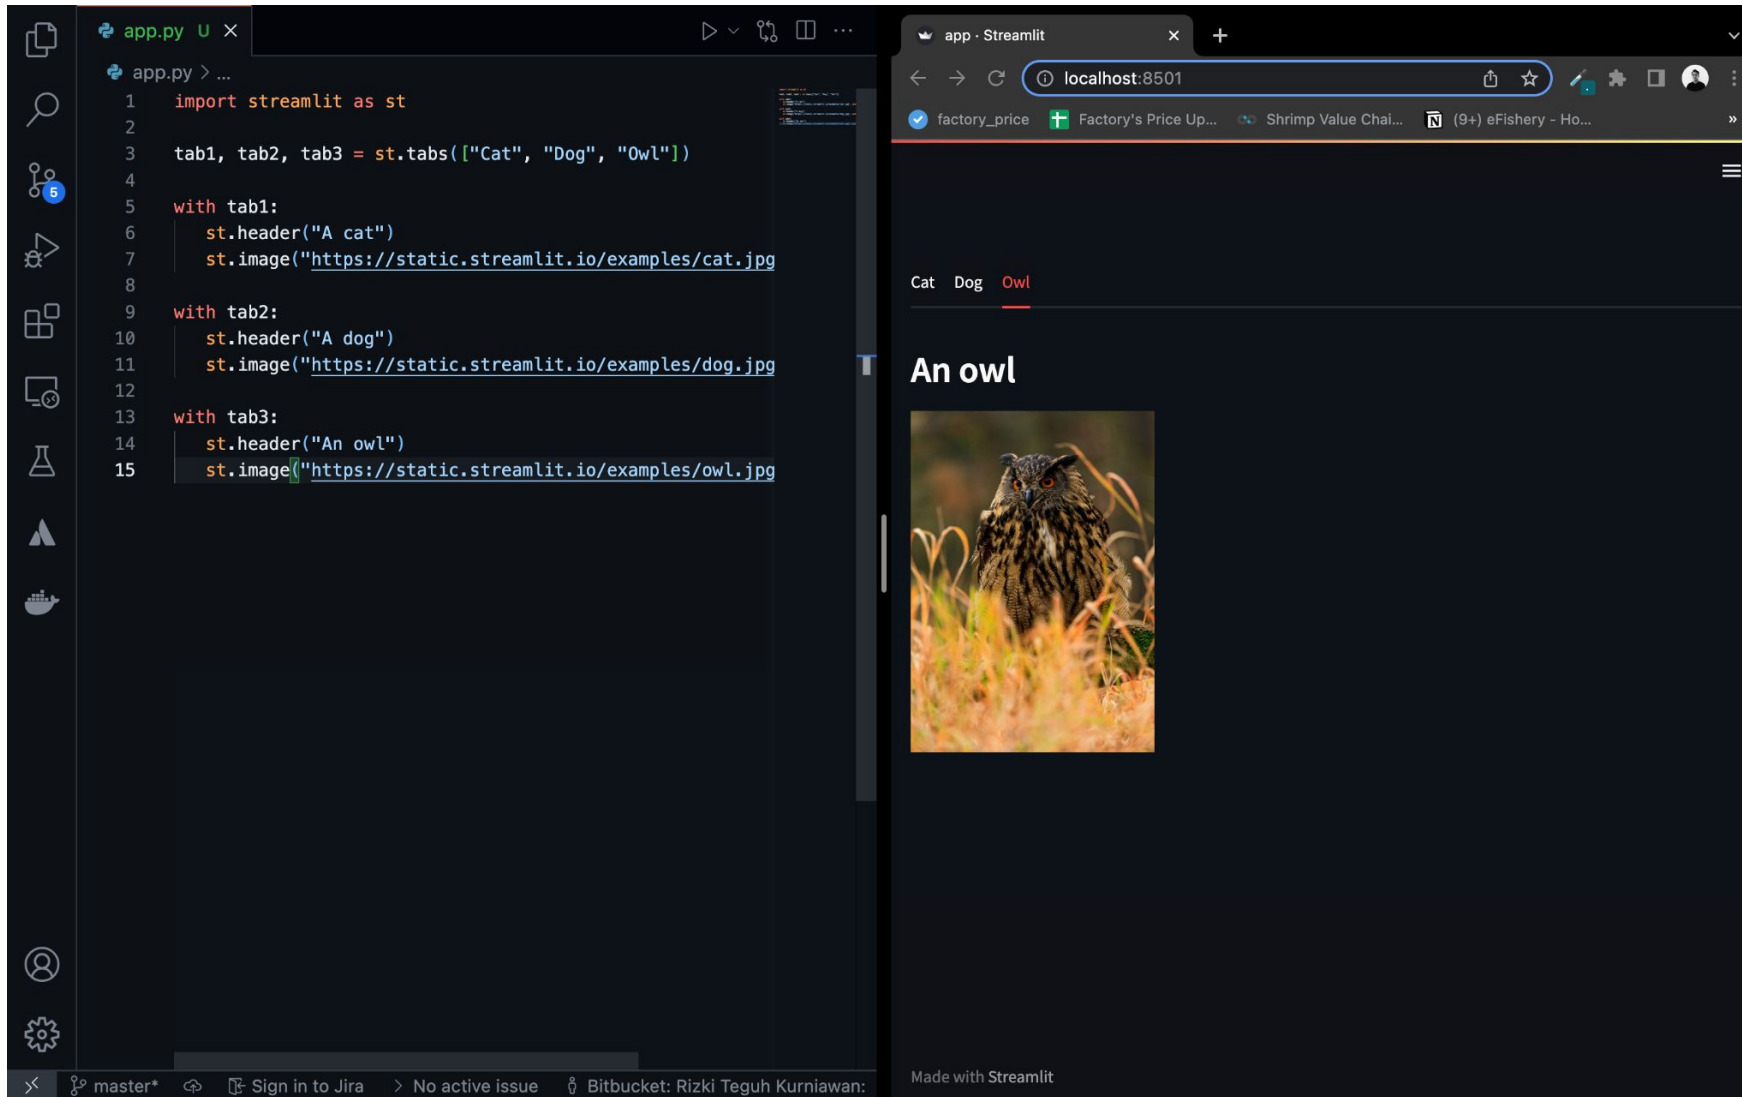 app.py U
app.py > ...
1 import streamlit as st
2
3 tab1, tab2, tab3 = st.tabs(["Cat", "Dog", "Owl"])
4
5 with tab1:
6 st.header("A cat")
7 st.image("https://static.streamlit.io/examples/cat.jpg
8
9 with tab2:
10 st.header("A dog")
11 st.image("https://static.streamlit.io/examples/dog.jpg
12
13 with tab3:
14 st.header("An owl")
15 st.image("https://static.streamlit.io/examples/owl.jpg
5
master* Sign in to Jira > No active issue Bitbucket: Rizki Teguh Kurniawan:
app · Streamlit
localhost:8501
factory_price Factory's Price Up... Shrimp Value Chai... (9+) eFishery - Ho... »
Cat Dog Owl
An owl
Made with Streamlit